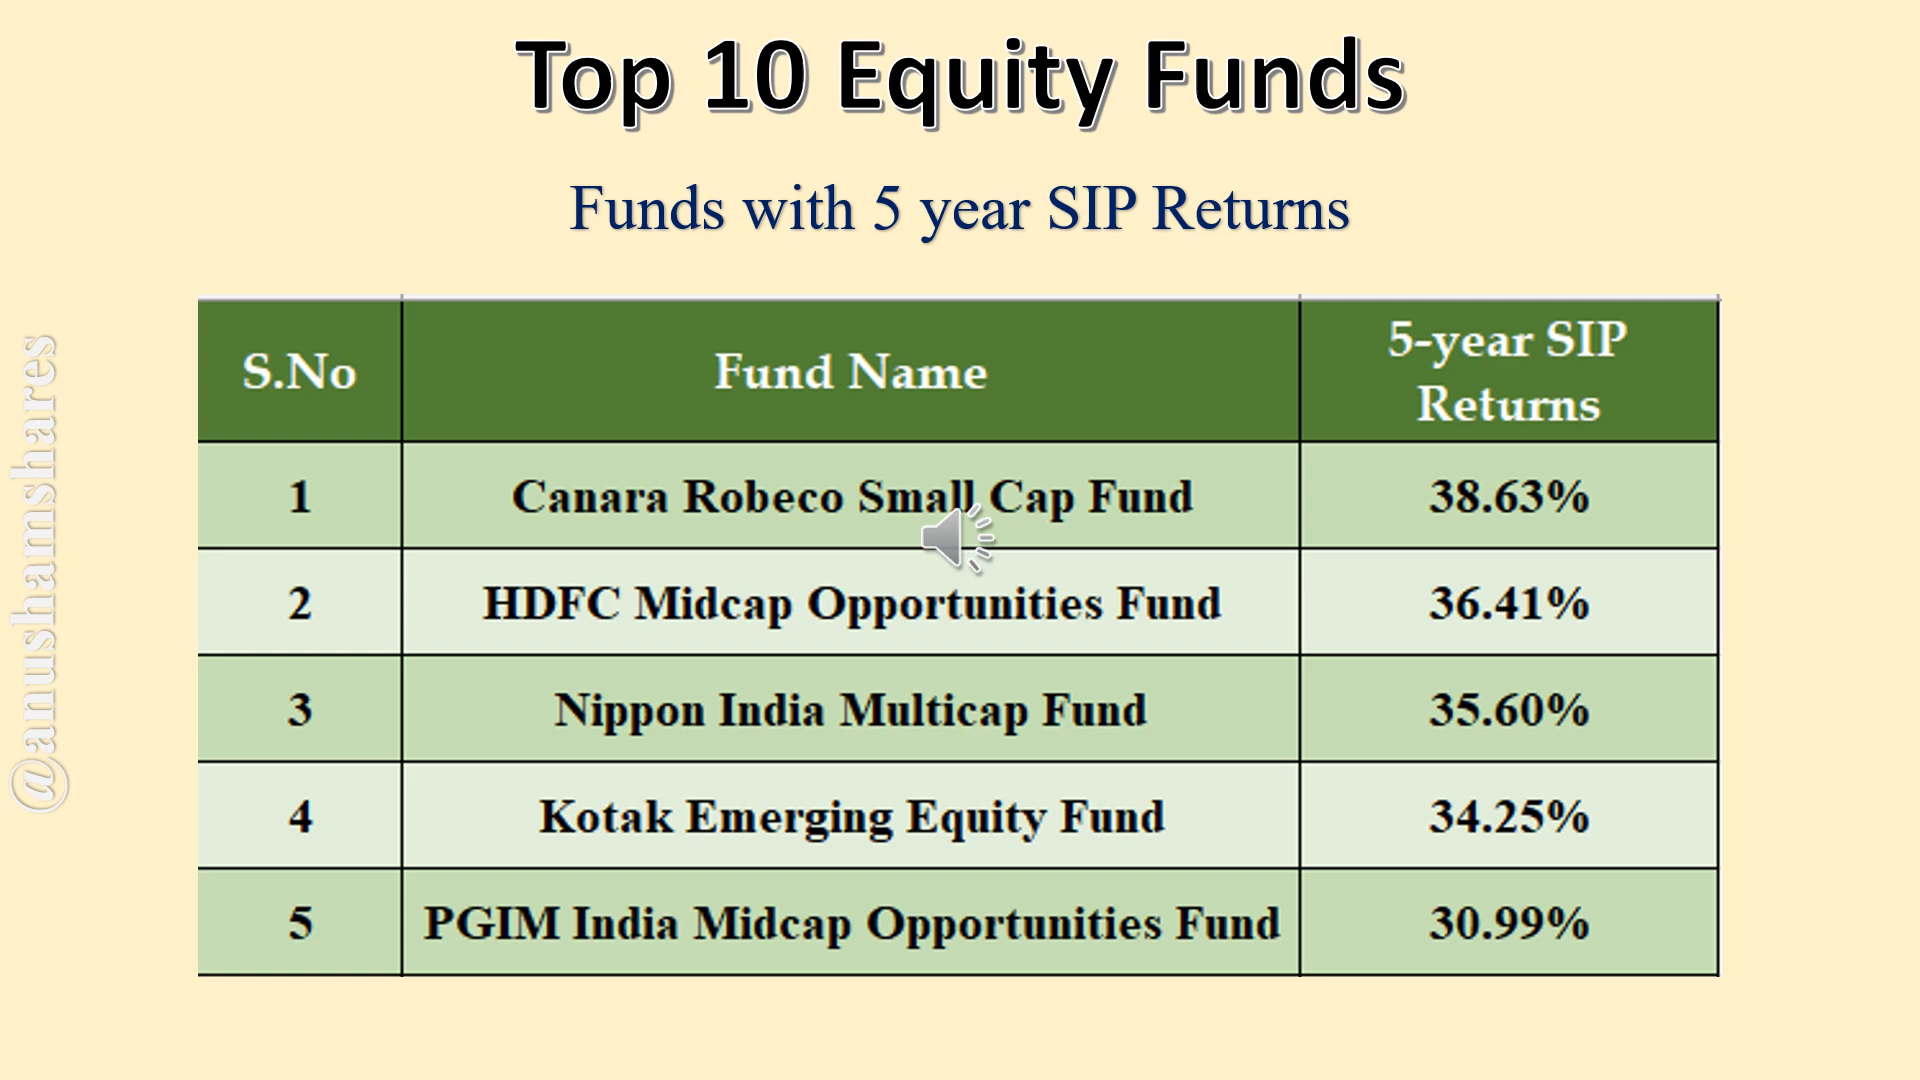 Top 10 Equity Funds
Funds with 5 year SIP Returns
S.No Fund Name 5-year SIP Returns
1 Canara Robeco Small Cap Fund 38.63%
2 HDFC Midcap Opportunities Fund 36.41%
3 Nippon India Multicap Fund 35.60%
4 Kotak Emerging Equity Fund 34.25%
5 PGIM India Midcap Opportunities Fund 30.99%
@anushamshares